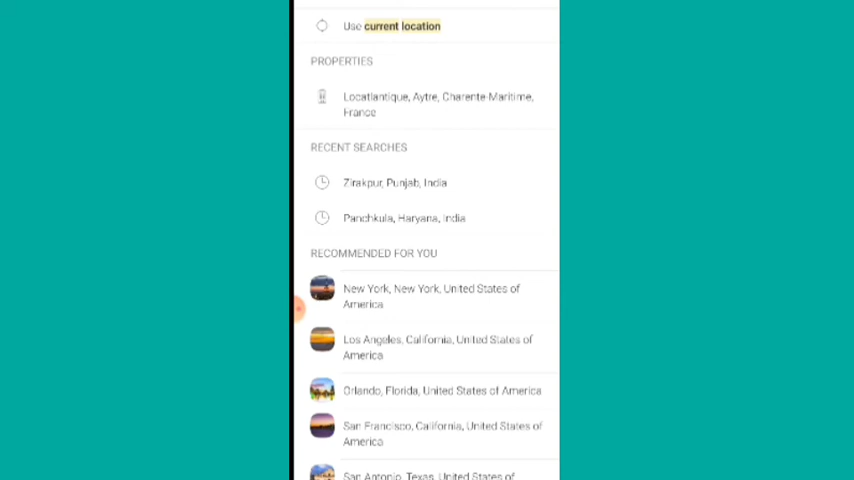 Use current location
PROPERTIES
Locatlantique, Aytre, Charente-Maritime,
France
RECENT SEARCHES
Zirakpur, Punjab, India
Panchkula, Haryana, India
RECOMMENDED FOR YOU
New York, New York, United States of
America
Los Angeles, California, United States of
America
Orlando, Florida, United States of America
San Francisco, California, United States of
America
San Antonio, Texas, United States of